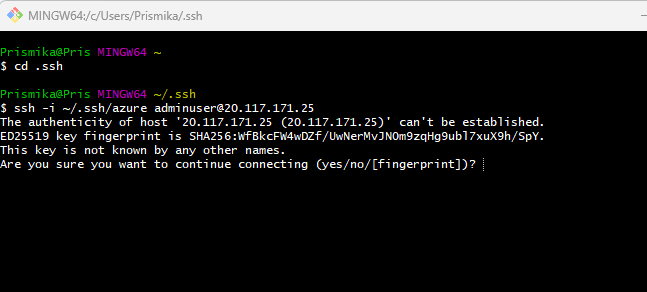 MINGW64:/c/Users/Prismika/.ssh
Prismika@Pris MINGW64 ~
$ cd .ssh
Prismika@Pris MINGW64 ~/.ssh
$ ssh -i ~/.ssh/azure adminuser@20.117.171.25
The authenticity of host '20.117.171.25 (20.117.171.25)' can't be established.
ED25519 key fingerprint is SHA256:WfBkcFW4wDZf/UwNerMvJNOm9zqHg9ubl7xuX9h/SpY.
This key is not known by any other names.
Are you sure you want to continue connecting (yes/no/[fingerprint])?